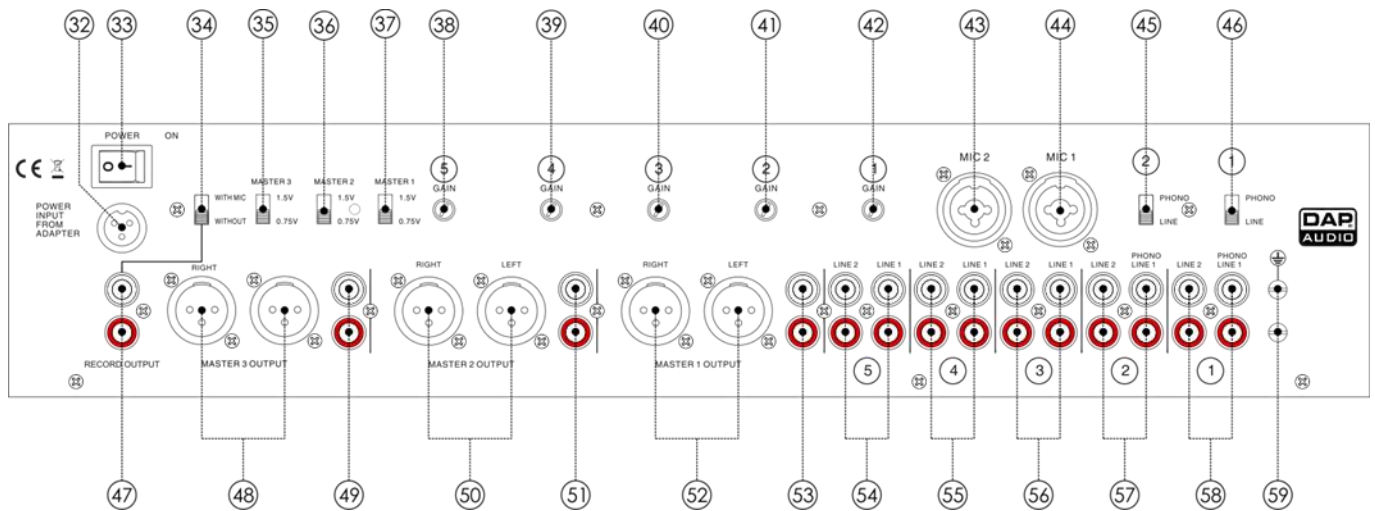 32 33 34 35 36 37 38 39 40 41 42 43 44 45 46
POWER ON
CE
POWER
INPUT
FROM
ADAPTER
WITH MIC
WITHOUT
MASTER 3
1.5V
0.75V
MASTER 2
1.5V
0.75V
MASTER 1
1.5V
0.75V
5
GAIN
4
GAIN
3
GAIN
2
GAIN
1
GAIN
MIC 2
MIC 1
2
PHONO
LINE
1
PHONO
LINE
DAP
AUDIO
RIGHT
RIGHT LEFT
RIGHT LEFT
LINE 2 LINE 1
LINE 2 LINE 1
LINE 2 LINE 1
LINE 2 PHONO LINE 1
LINE 2 PHONO LINE 1
RECORD OUTPUT
MASTER 3 OUTPUT
MASTER 2 OUTPUT
MASTER 1 OUTPUT
5 4 3 2 1
47 48 49 50 51 52 53 54 55 56 57 58 59